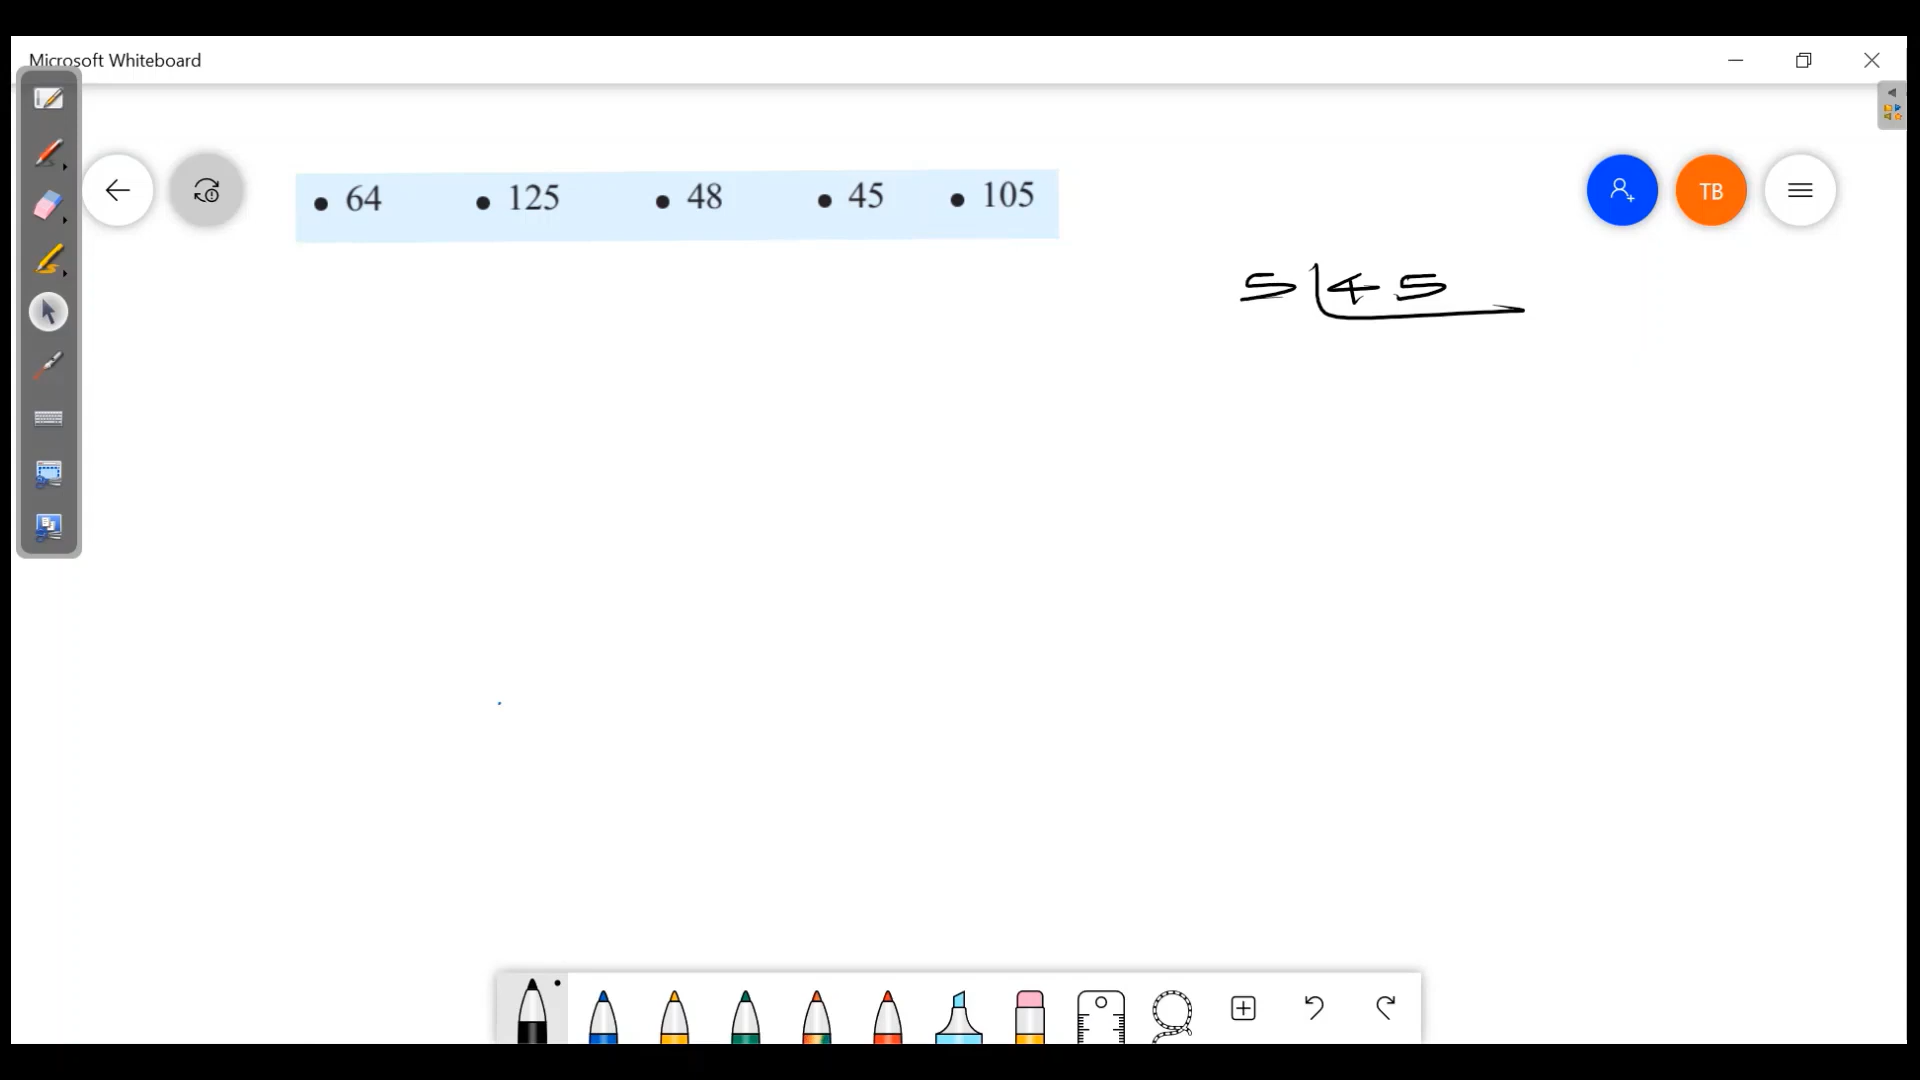 Microsoft Whiteboard
• 64 • 125 • 48 • 45 • 105
TB
5 45